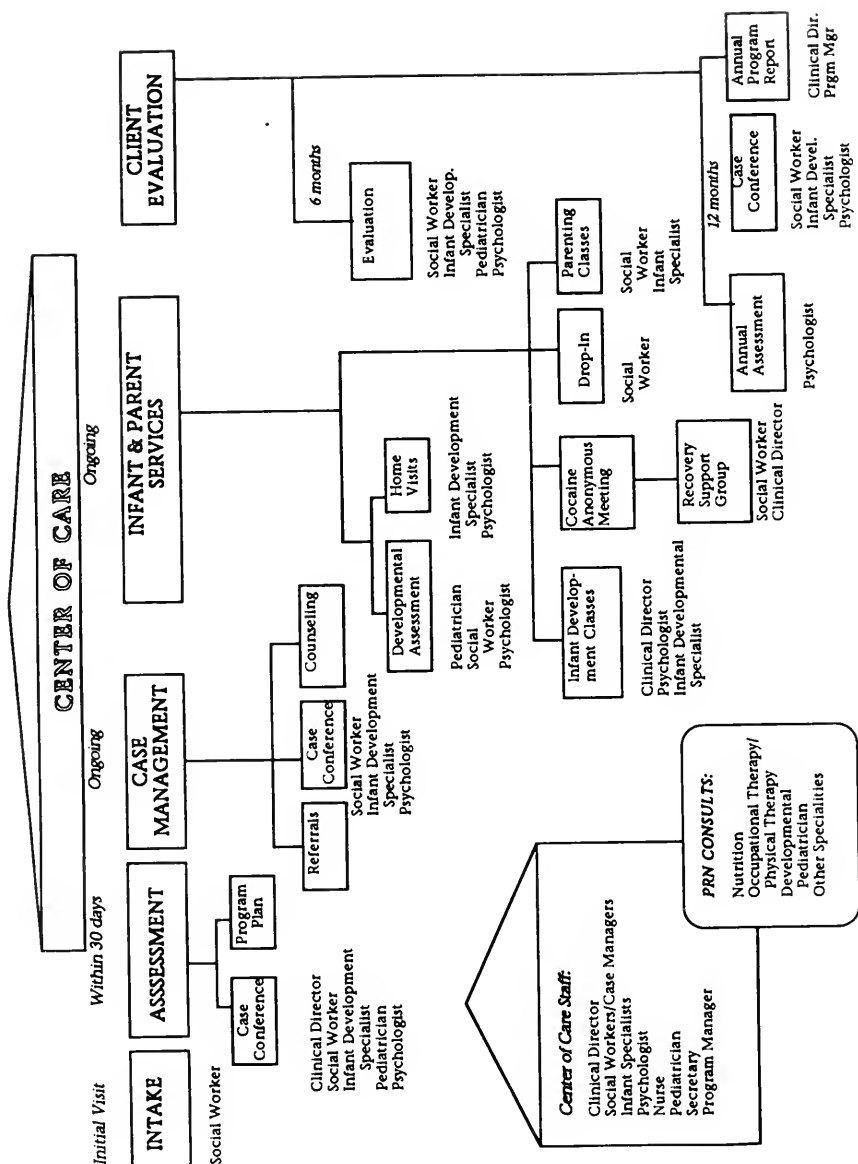 CENTER OF CARE
Initial Visit
Within 30 days
Ongoing
Ongoing
INTAKE
Social Worker
ASSSESSMENT
Case
Conference
Program
Plan
Clinical Director
Social Worker
Infant Development
Specialist
Pediatrician
Psychologist
CASE
MANAGEMENT
Referrals
Case
Conference
Counseling
Social Worker
Infant Development
Specialist
Psychologist
INFANT & PARENT
SERVICES
Developmental
Assessment
Pediatrician
Social
Worker
Psychologist
Home
Visits
Infant Development
Specialist
Psychologist
Infant Develop-
ment Classes
Clinical Director
Psychologist
Infant Developmental
Specialist
Cocaine
Anonymous
Meeting
Recovery
Support
Group
Social Worker
Clinical Director
Drop-In
Social
Worker
Parenting
Classes
Social
Worker
Infant
Specialist
CLIENT
EVALUATION
6 months
Evaluation
Social Worker
Infant Develop.
Specialist
Pediatrician
Psychologist
12 months
Annual
Assessment
Psychologist
Case
Conference
Social Worker
Infant Devel.
Specialist
Psychologist
Annual
Program
Report
Clinical Dir.
Prgm Mgr
Center of Care Staff:
Clinical Director
Social Workers/Case Managers
Infant Specialists
Psychologist
Nurse
Pediatrician
Secretary
Program Manager
PRN CONSULTS:
Nutrition
Occupational Therapy/
Physical Therapy
Developmental
Pediatrician
Other Specialities